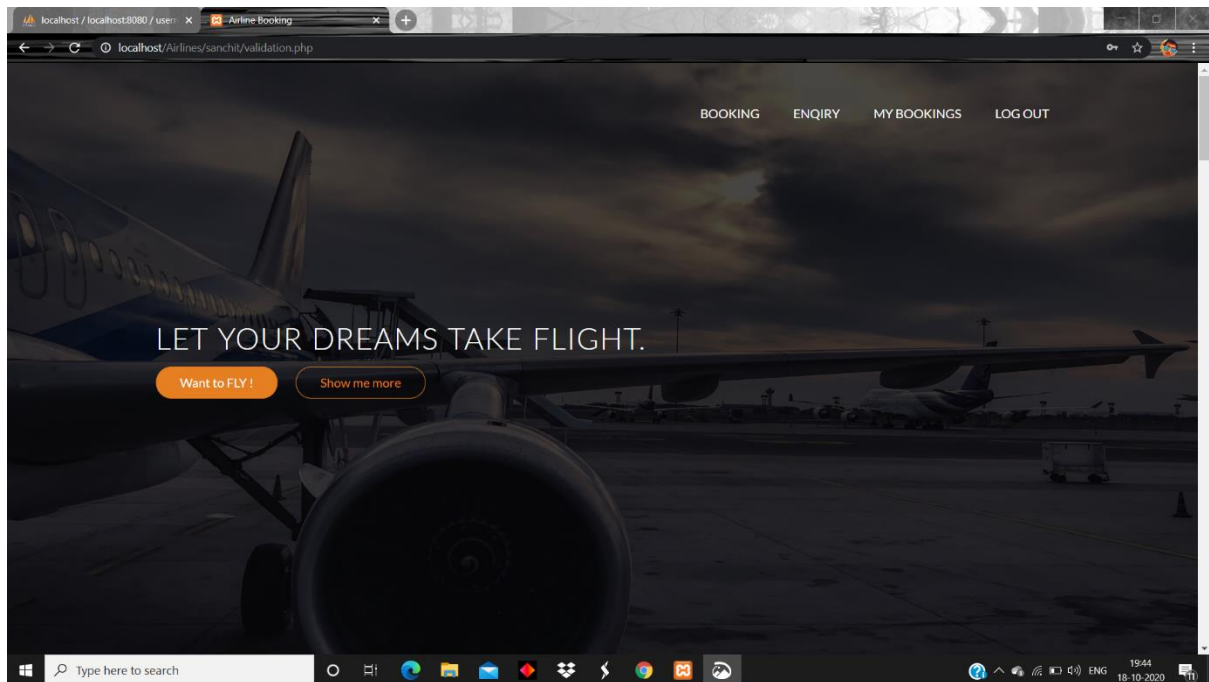 localhost / localhost:8080 / usern
Airline Booking
localhost/Airlines/sanchit/validation.php
BOOKING ENQIRY MY BOOKINGS LOG OUT
LET YOUR DREAMS TAKE FLIGHT.
Want to FLY ! Show me more
Type here to search
ENG
19:44
18-10-2020